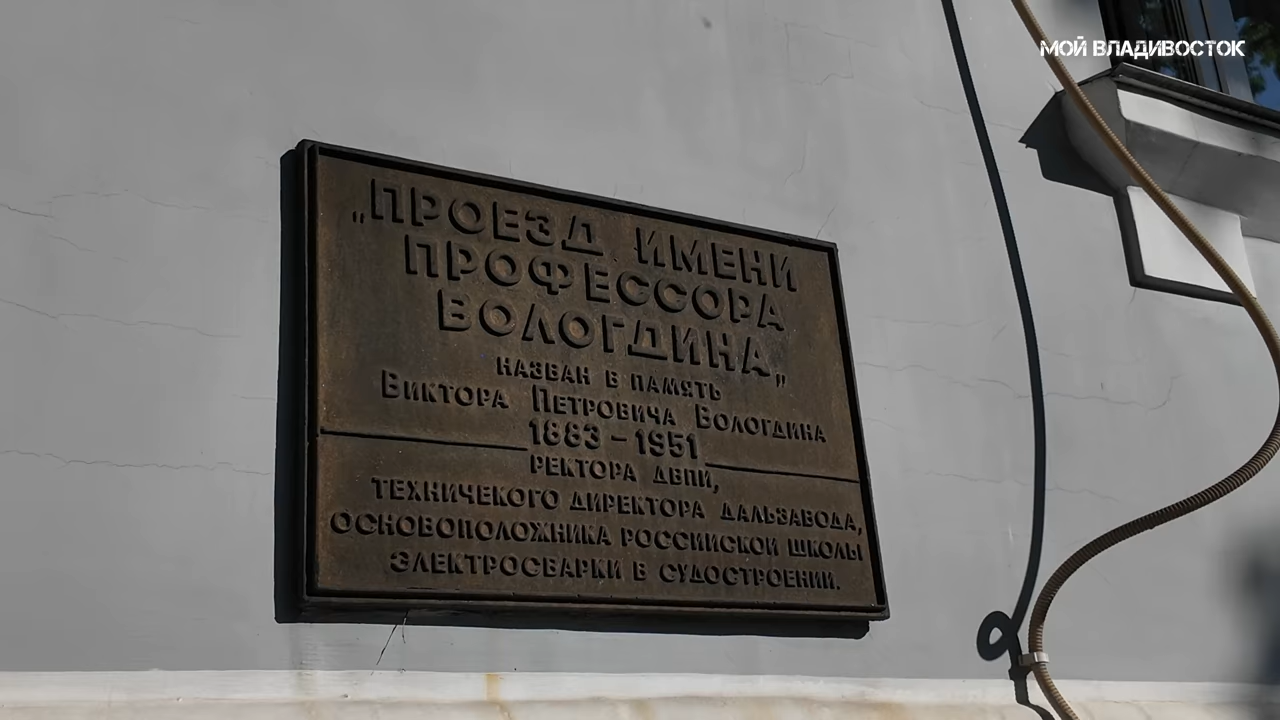 МОЙ ВЛАДИВОСТОК
„ПРОЕЗД ИМЕНИ
ПРОФЕССОРА
ВОЛОГДИНА„
НАЗВАН В ПАМЯТЬ
ВИКТОРА ПЕТРОВИЧА ВОЛОГДИНА
1883 – 1951
РЕКТОРА ДВПИ,
ТЕХНИЧЕКОГО ДИРЕКТОРА ДАЛЬЗАВОДА,
ОСНОВОПОЛОЖНИКА РОССИЙСКОЙ ШКОЛЫ
ЭЛЕКТРОСВАРКИ В СУДОСТРОЕНИИ.